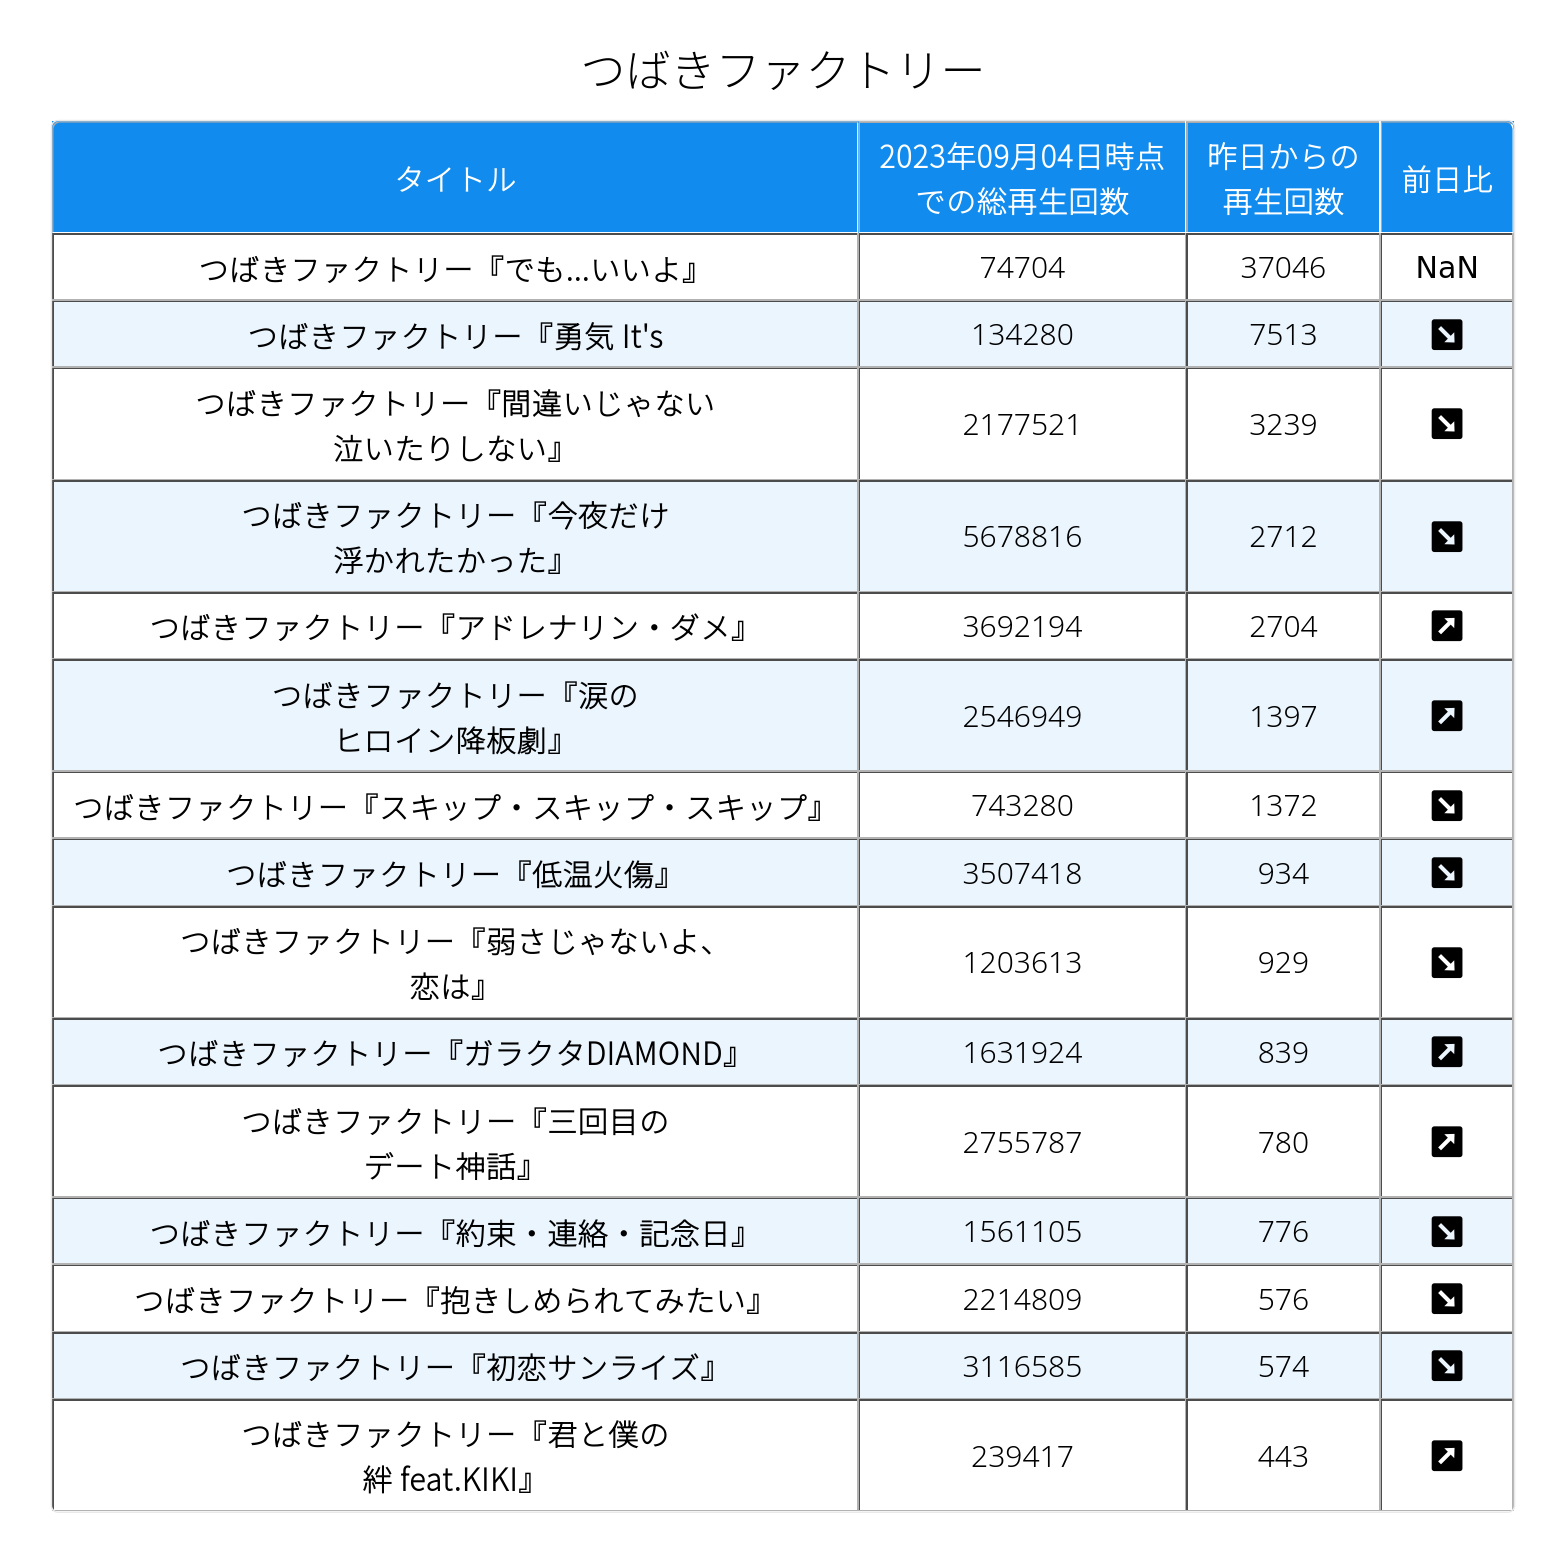 つばきファクトリー
タイトル
2023年09月04日時点
での総再生回数
昨日からの
再生回数
前日比
つばきファクトリー『でも...いいよ』
74704
37046
NaN
つばきファクトリー『勇気 It's
134280
7513
つばきファクトリー『間違いじゃない
泣いたりしない』
2177521
3239
つばきファクトリー『今夜だけ
浮かれたかった』
5678816
2712
つばきファクトリー『アドレナリン・ダメ』
3692194
2704
つばきファクトリー『涙の
ヒロイン降板劇』
2546949
1397
つばきファクトリー『スキップ・スキップ・スキップ』
743280
1372
つばきファクトリー『低温火傷』
3507418
934
つばきファクトリー『弱さじゃないよ、
恋は』
1203613
929
つばきファクトリー『ガラクタDIAMOND』
1631924
839
つばきファクトリー『三回目の
デート神話』
2755787
780
つばきファクトリー『約束・連絡・記念日』
1561105
776
つばきファクトリー『抱きしめられてみたい』
2214809
576
つばきファクトリー『初恋サンライズ』
3116585
574
つばきファクトリー『君と僕の
絆 feat.KIKI』
239417
443